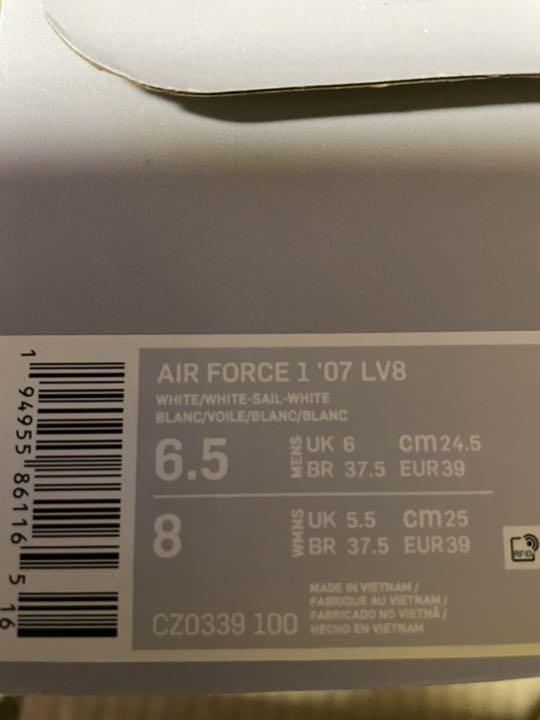 AIR FORCE 1 '07 LV8
WHITE/WHITE-SAIL-WHITE
BLANC/VOILE/BLANC/BLANC
6.5 MENS UK 6 cm 24.5
BR 37.5 EUR 39
8 WMNS UK 5.5 cm 25
BR 37.5 EUR 39
RFID
CZ0339 100
MADE IN VIETNAM /
FABRIQUE AU VIETNAM /
FABRICADO NO VIETNÃ /
HECHO EN VIETNAM
1 94955 86116 5
16